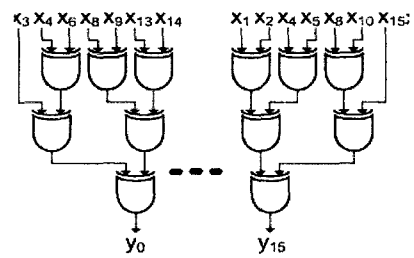 x₃ x₄ x₆ x₈ x₉ x₁₃ x₁₄ x₁ x₂ x₄ x₅ x₈ x₁₀ x₁₅,
y₀ y₁₅